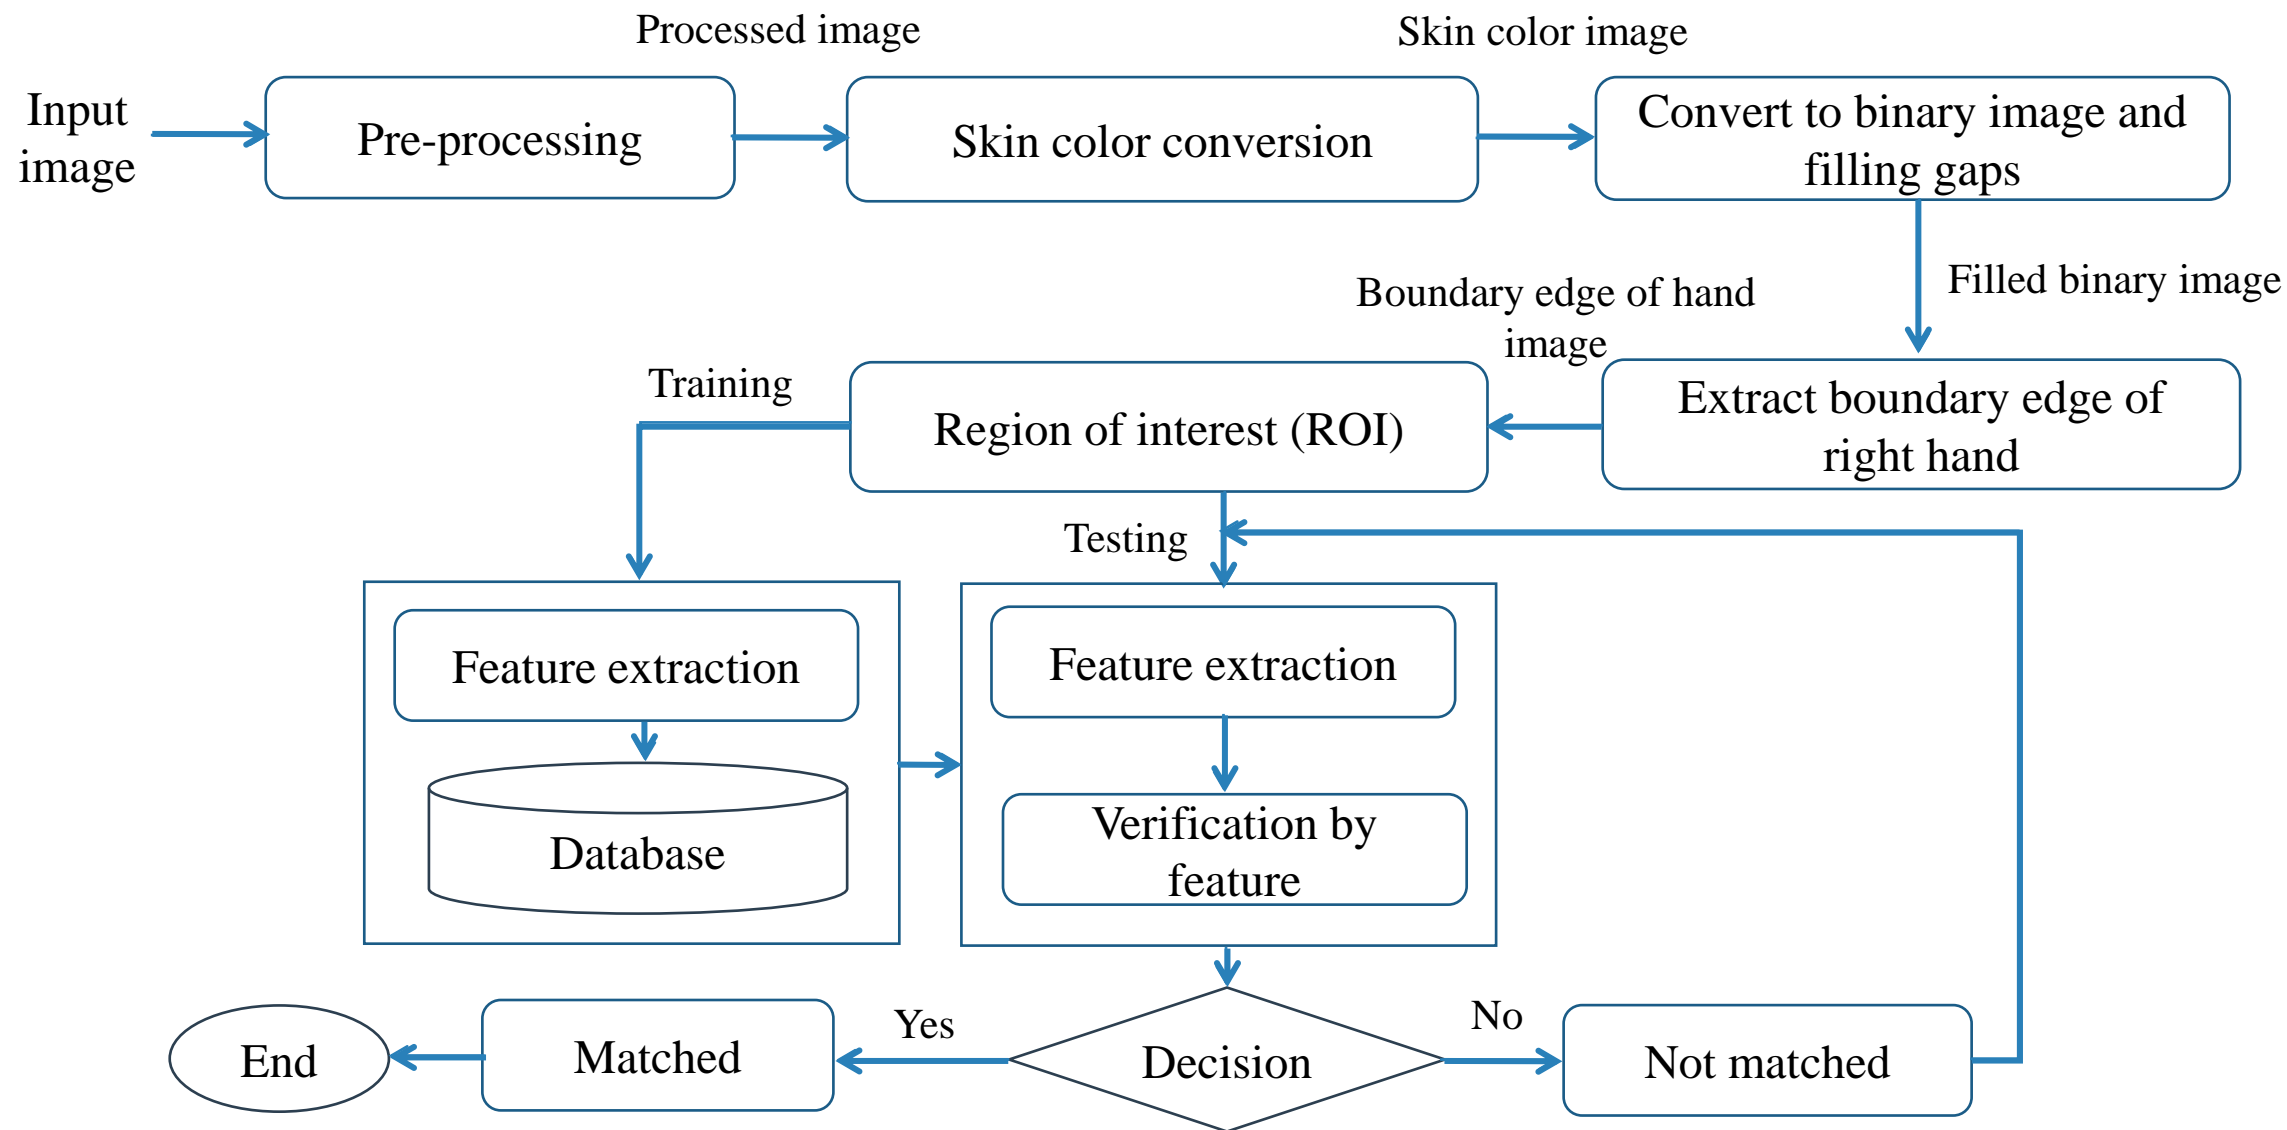 Processed image
Skin color image
Input
image
Pre-processing
Skin color conversion
Convert to binary image and
filling gaps
Filled binary image
Boundary edge of hand
image
Extract boundary edge of
right hand
Region of interest (ROI)
Training
Testing
Feature extraction
Database
Feature extraction
Verification by
feature
Decision
Yes
Matched
End
No
Not matched